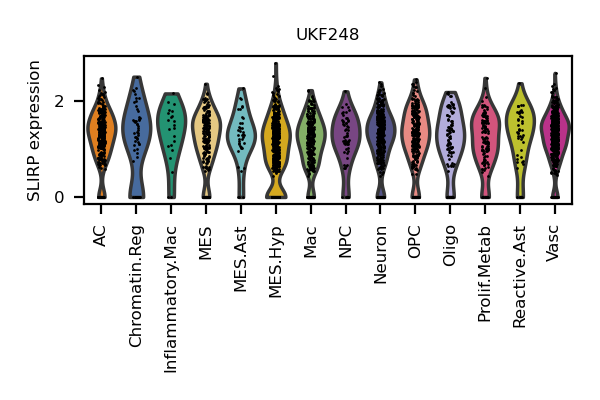 UKF248
SLIRP expression
2
0
AC
Chromatin.Reg
Inflammatory.Mac
MES
MES.Ast
MES.Hyp
Mac
NPC
Neuron
OPC
Oligo
Prolif.Metab
Reactive.Ast
Vasc